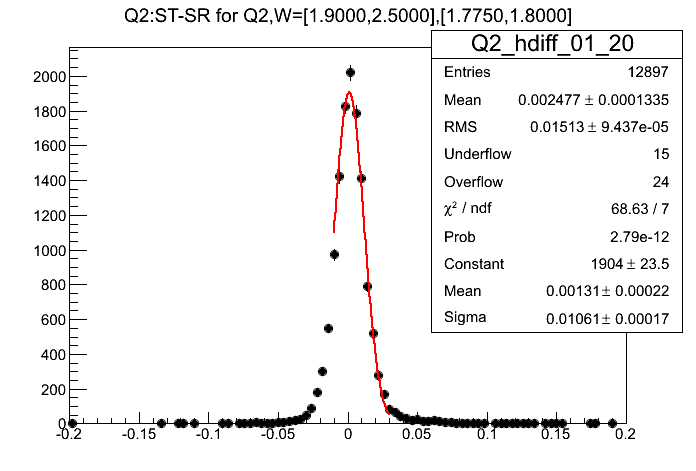 Q2:ST-SR for Q2,W=[1.9000,2.5000],[1.7750,1.8000]
Q2_hdiff_01_20
Entries 12897
Mean 0.002477 ± 0.0001335
RMS 0.01513 ± 9.437e-05
Underflow 15
Overflow 24
χ² / ndf 68.63 / 7
Prob 2.79e-12
Constant 1904 ± 23.5
Mean 0.00131 ± 0.00022
Sigma 0.01061 ± 0.00017
2000
1800
1600
1400
1200
1000
800
600
400
200
0
-0.2 -0.15 -0.1 -0.05 0 0.05 0.1 0.15 0.2